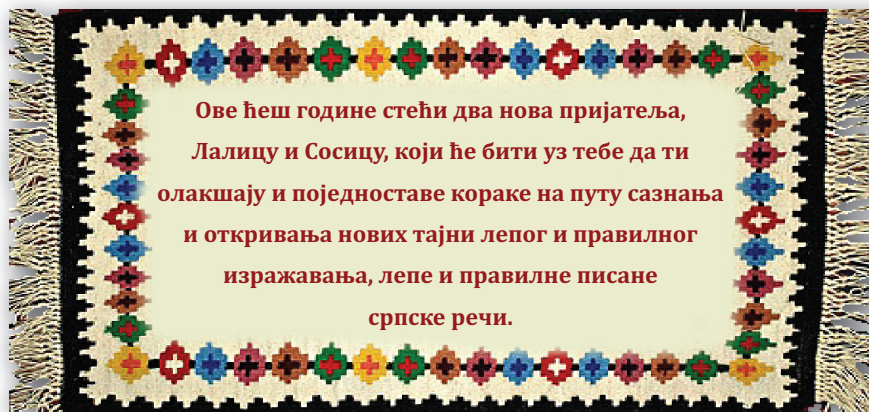 Ове ћеш године стећи два нова пријатеља,
Лалицу и Сосицу, који ће бити уз тебе да ти
олакшају и поједноставе кораке на путу сазнања
и откривања нових тајни лепог и правилног
изражавања, лепе и правилне писане
српске речи.